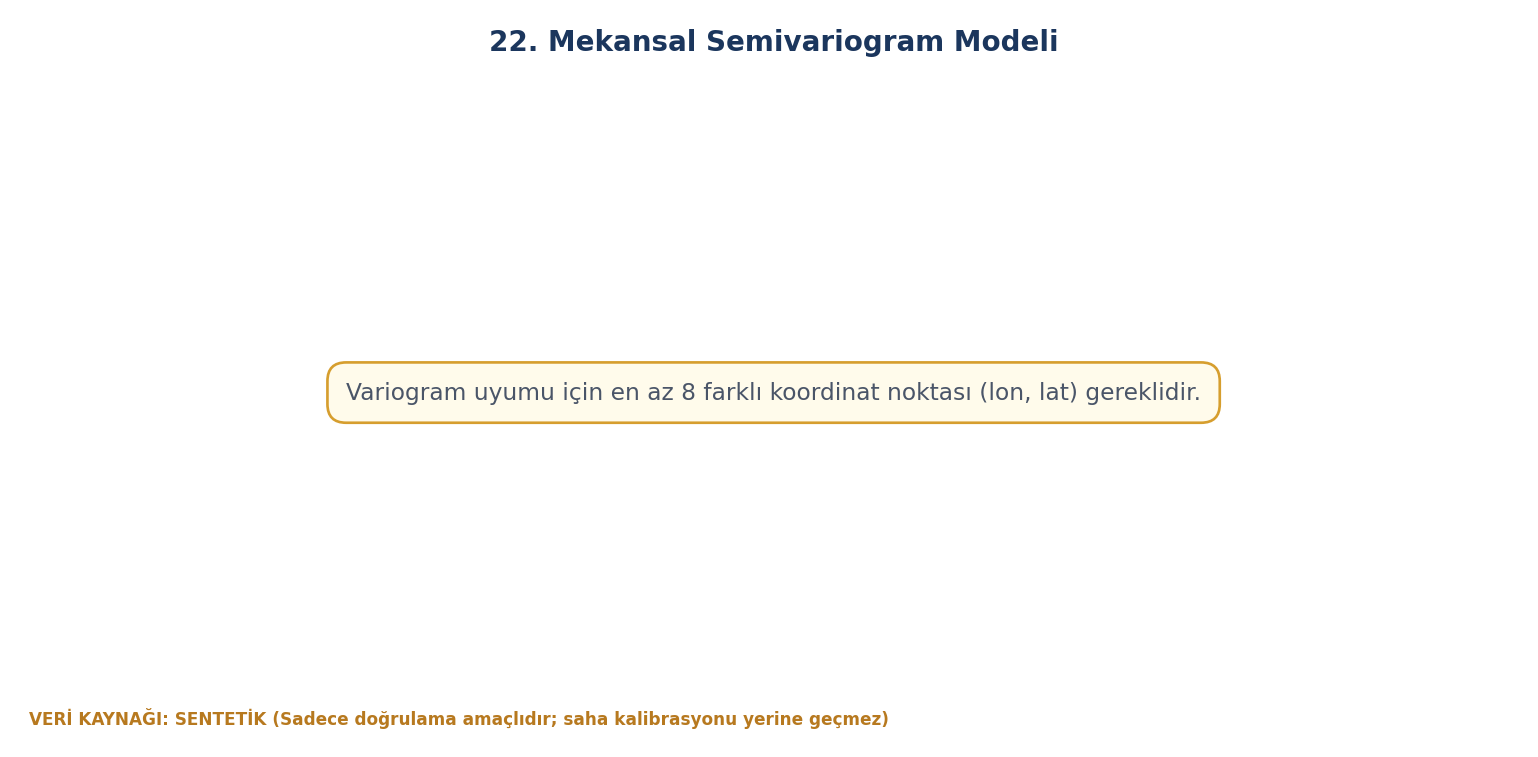 22. Mekansal Semivariogram Modeli
Variogram uyumu için en az 8 farklı koordinat noktası (lon, lat) gereklidir.
VERİ KAYNAĞI: SENTETİK (Sadece doğrulama amaçlıdır; saha kalibrasyonu yerine geçmez)